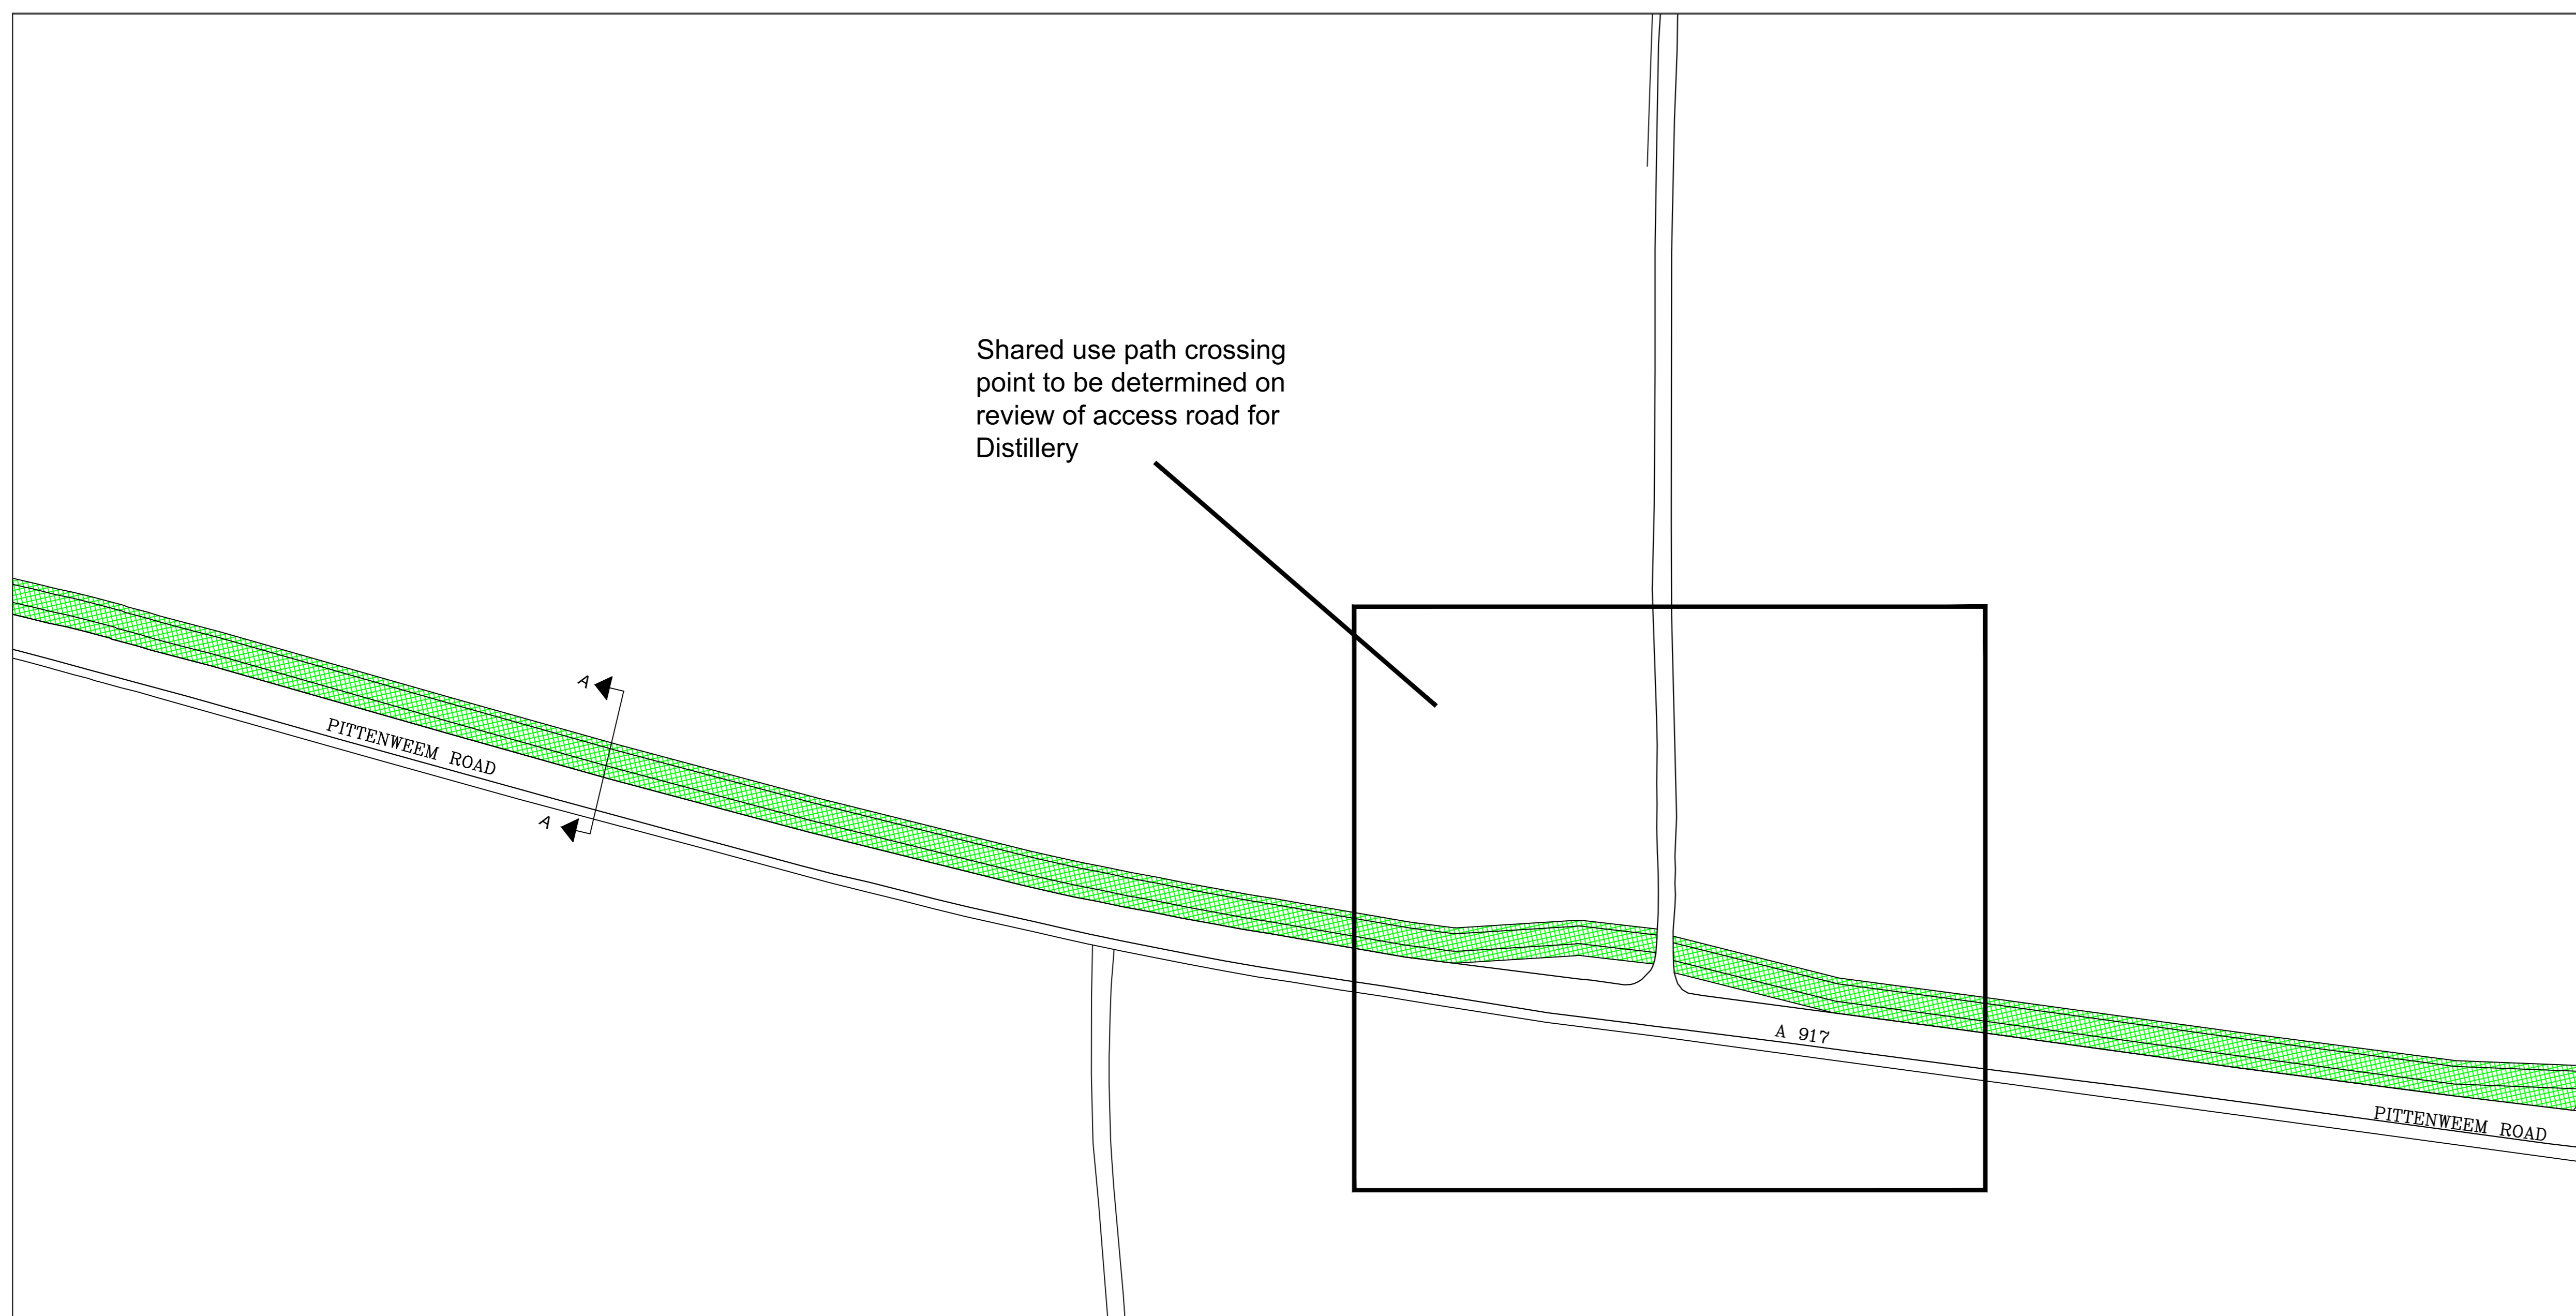 Shared use path crossing
point to be determined on
review of access road for
Distillery
A
PITTENWEEM ROAD
A
A 917
PITTENWEEM ROAD